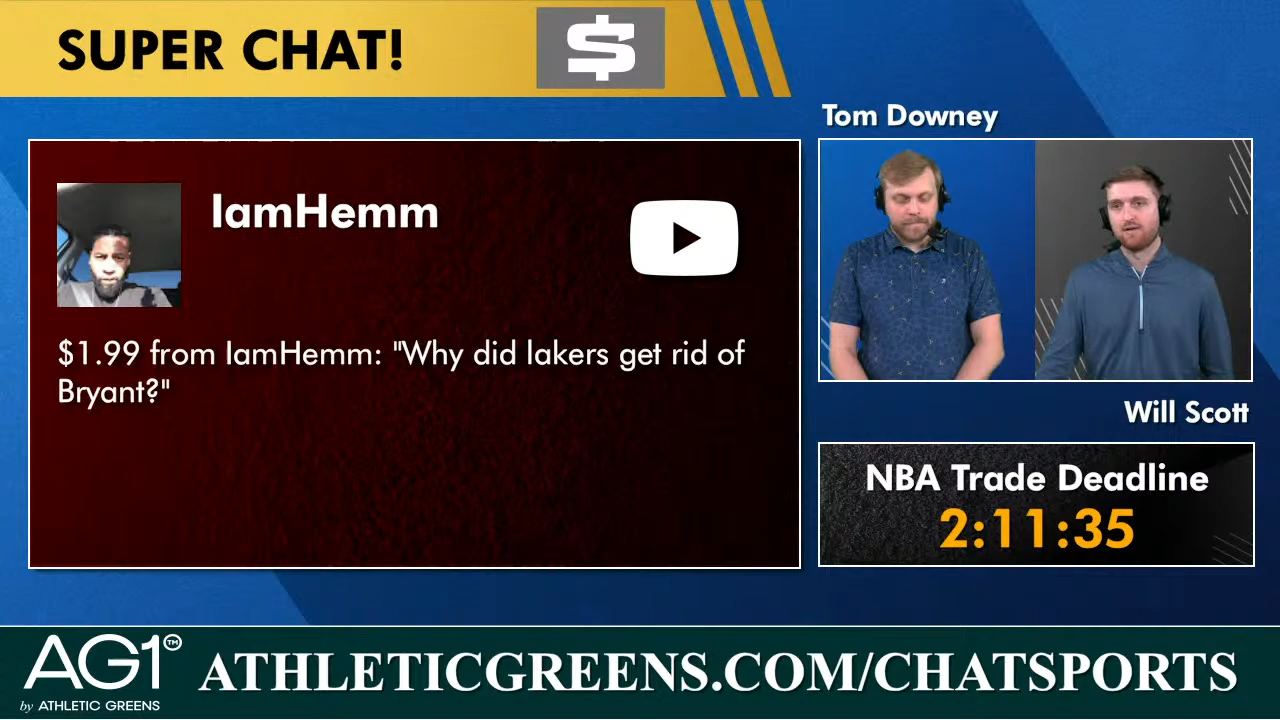 SUPER CHAT!
$
Tom Downey
IamHemm
$1.99 from IamHemm: "Why did lakers get rid of
Bryant?"
Will Scott
NBA Trade Deadline
2:11:35
AG1™
by ATHLETIC GREENS
ATHLETICGREENS.COM/CHATSPORTS